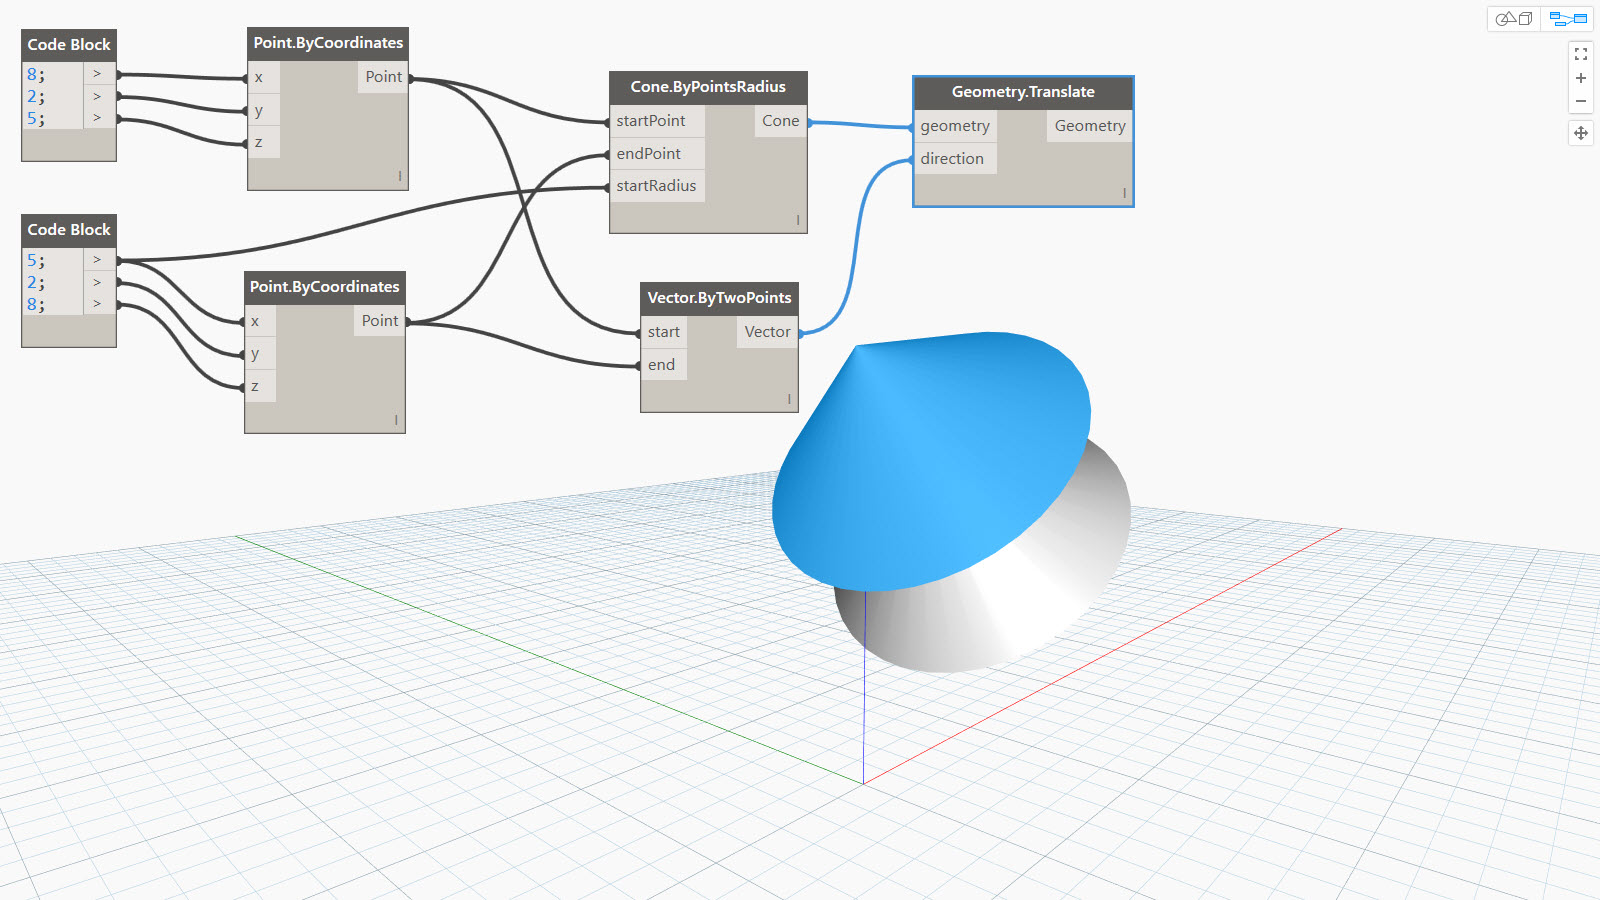 Code Block
8; >
2; >
5; >
Point.ByCoordinates
x Point
y
z
l
Code Block
5; >
2; >
8; >
Point.ByCoordinates
x Point
y
z
l
Cone.ByPointsRadius
startPoint Cone
endPoint
startRadius
l
Vector.ByTwoPoints
start Vector
end
l
Geometry.Translate
geometry Geometry
direction
l